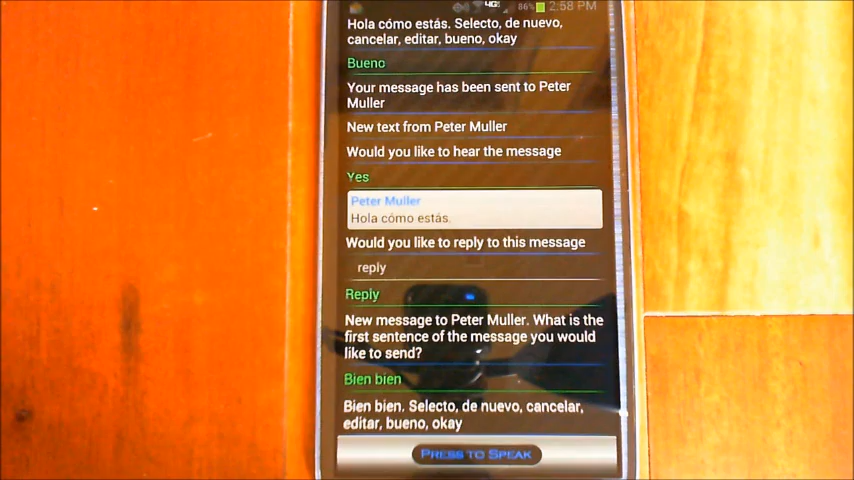 4G 86% 2:58 PM
Hola cómo estás. Selecto, de nuevo,
cancelar, editar, bueno, okay
Bueno
Your message has been sent to Peter
Muller
New text from Peter Muller
Would you like to hear the message
Yes
Peter Muller
Hola cómo estás.
Would you like to reply to this message
reply
Reply
New message to Peter Muller. What is the
first sentence of the message you would
like to send?
Bien bien
Bien bien. Selecto, de nuevo, cancelar,
editar, bueno, okay
PRESS TO SPEAK